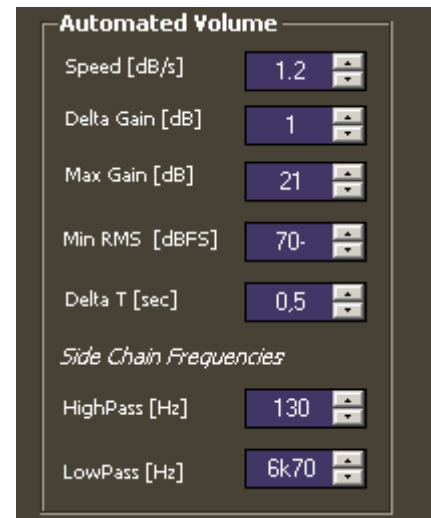 Automated Volume
Speed [dB/s] 1.2
Delta Gain [dB] 1
Max Gain [dB] 21
Min RMS [dBFS] 70-
Delta T [sec] 0,5
Side Chain Frequencies
HighPass [Hz] 130
LowPass [Hz] 6k70